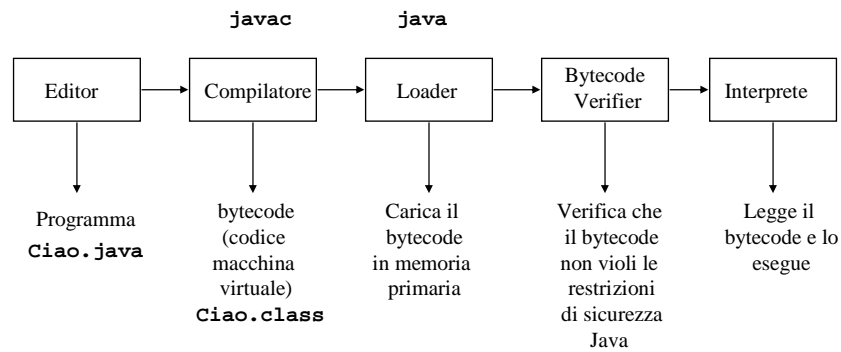 javac
java
Editor
Compilatore
Loader
Bytecode
Verifier
Interprete
Programma
Ciao.java
bytecode
(codice
macchina
virtuale)
Ciao.class
Carica il
bytecode
in memoria
primaria
Verifica che
il bytecode
non violi le
restrizioni
di sicurezza
Java
Legge il
bytecode e lo
esegue